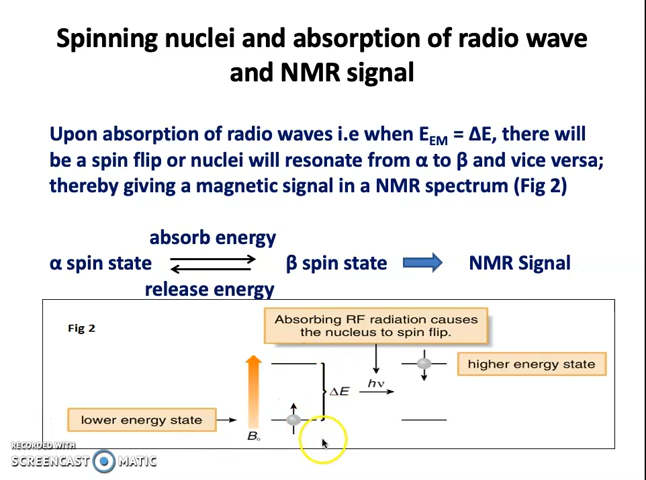 Spinning nuclei and absorption of radio wave
and NMR signal
Upon absorption of radio waves i.e when E_EM = ΔE, there will
be a spin flip or nuclei will resonate from α to β and vice versa;
thereby giving a magnetic signal in a NMR spectrum (Fig 2)
absorb energy
α spin state β spin state NMR Signal
release energy
Fig 2
Absorbing RF radiation causes
the nucleus to spin flip.
higher energy state
ΔE
hν
lower energy state
B₀
RECORDED WITH
SCREENCAST MATIC